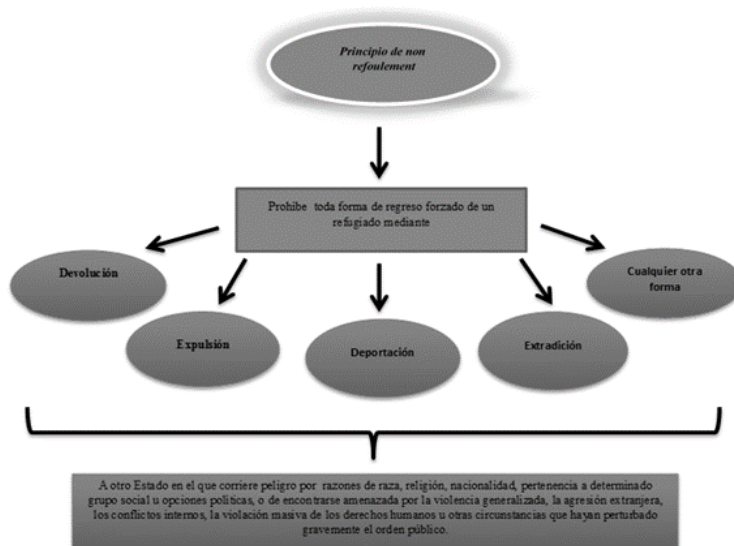 Principio de non
refoulement
Prohibe toda forma de regreso forzado de un
refugiado mediante
Devolución
Expulsión
Deportación
Extradición
Cualquier otra
forma
A otro Estado en el que corriere peligro por razones de raza, religión, nacionalidad, pertenencia a determinado
grupo social u opciones políticas, o de encontrarse amenazada por la violencia generalizada, la agresión extranjera,
los conflictos internos, la violación masiva de los derechos humanos u otras circunstancias que hayan perturbado
gravemente el orden público.